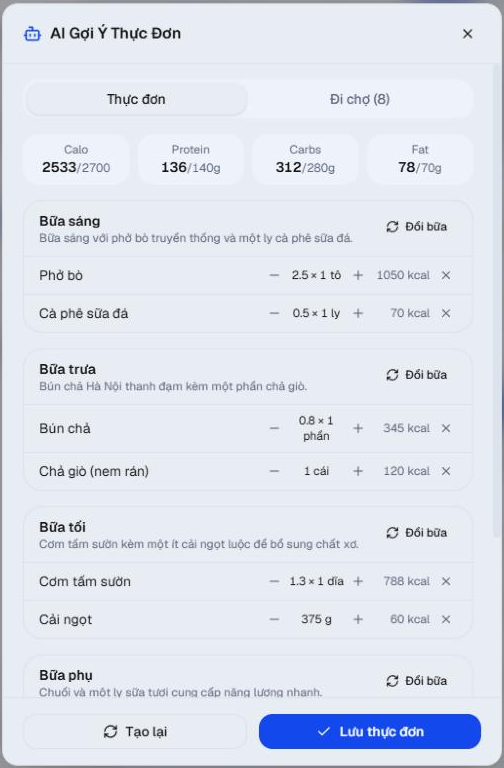 AI Gợi Ý Thực Đơn
Thực đơn
Đi chợ (8)
Calo
2533/2700
Protein
136/140g
Carbs
312/280g
Fat
78/70g
Bữa sáng
Bữa sáng với phở bò truyền thống và một ly cà phê sữa đá.
Đổi bữa
Phở bò
2.5 × 1 tô
1050 kcal
Cà phê sữa đá
0.5 × 1 ly
70 kcal
Bữa trưa
Bún chả Hà Nội thanh đạm kèm một phần chả giò.
Đổi bữa
Bún chả
0.8 × 1
phần
345 kcal
Chả giò (nem rán)
1 cái
120 kcal
Bữa tối
Cơm tấm sườn kèm một ít cải ngọt luộc để bổ sung chất xơ.
Đổi bữa
Cơm tấm sườn
1.3 × 1 dĩa
788 kcal
Cải ngọt
375 g
60 kcal
Bữa phụ
Chuối và một ly sữa tươi cung cấp năng lượng nhanh.
Đổi bữa
Tạo lại
Lưu thực đơn